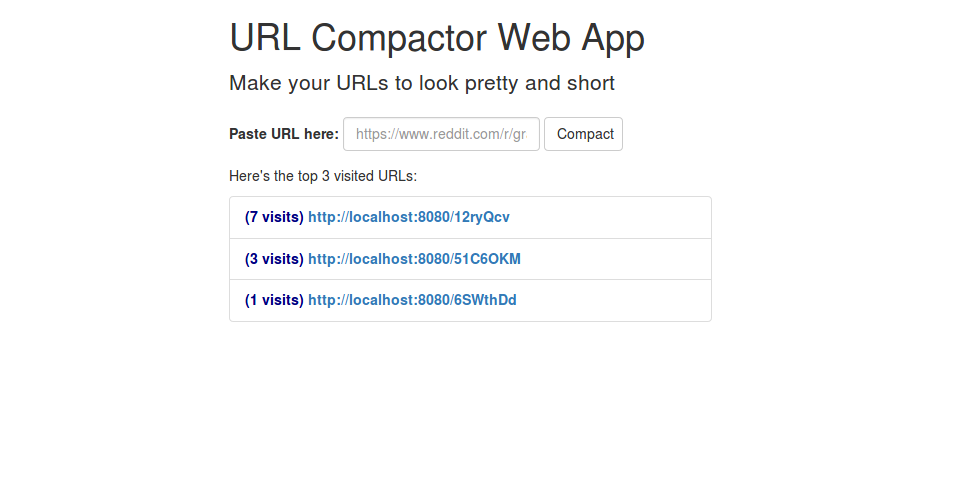 URL Compactor Web App
Make your URLs to look pretty and short
Paste URL here: https://www.reddit.com/r/gr Compact
Here's the top 3 visited URLs:
(7 visits) http://localhost:8080/12ryQcv
(3 visits) http://localhost:8080/51C6OKM
(1 visits) http://localhost:8080/6SWthDd